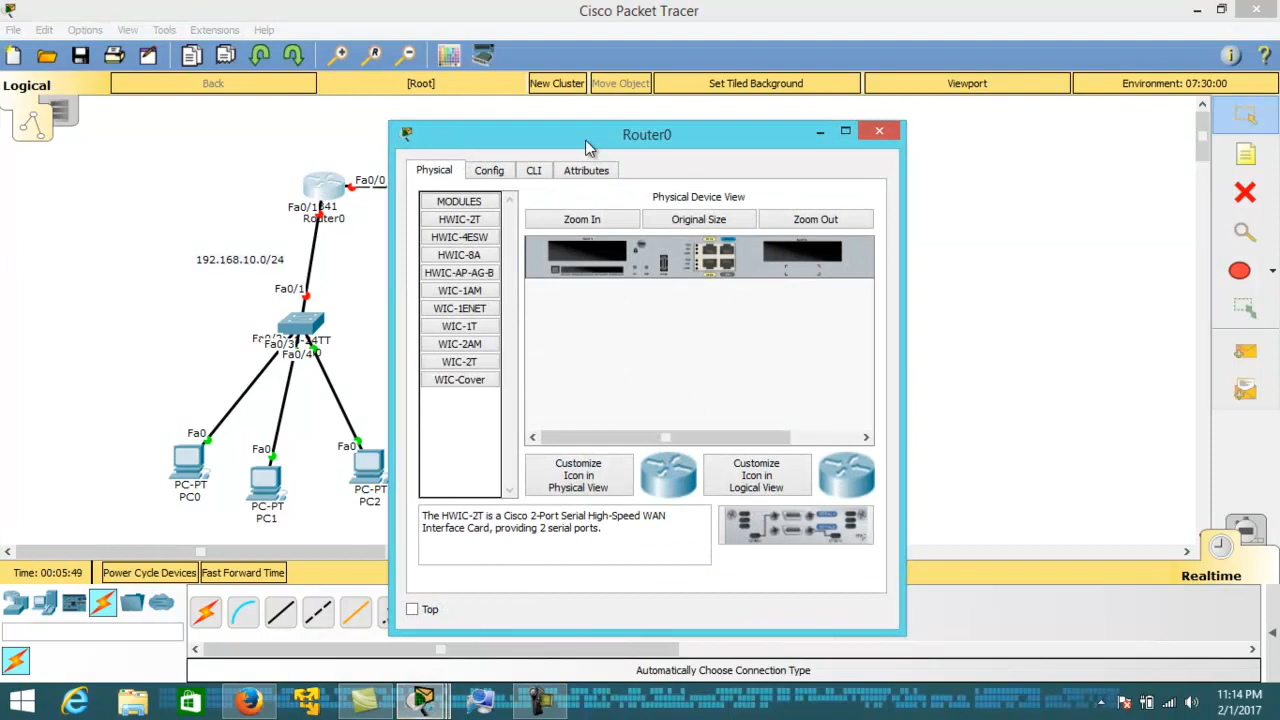 Cisco Packet Tracer
File Edit Options View Tools Extensions Help
Logical Back [Root] New Cluster Move Object Set Tiled Background Viewport Environment: 07:30:00
Router0
Physical Config CLI Attributes
MODULES
HWIC-2T
HWIC-4ESW
HWIC-8A
HWIC-AP-AG-B
WIC-1AM
WIC-1ENET
WIC-1T
WIC-2AM
WIC-2T
WIC-Cover
Physical Device View
Zoom In Original Size Zoom Out
Customize
Icon in
Physical View
Customize
Icon in
Logical View
The HWIC-2T is a Cisco 2-Port Serial High-Speed WAN
Interface Card, providing 2 serial ports.
Top
Fa0/0
Fa0/1
Router0
192.168.10.0/24
Fa0/1
Fa0/3
Fa0/4
Fa0
Fa0
Fa0
PC-PT
PC0
PC-PT
PC1
PC-PT
PC2
Time: 00:05:49 Power Cycle Devices Fast Forward Time
Realtime
Automatically Choose Connection Type
11:14 PM
2/1/2017